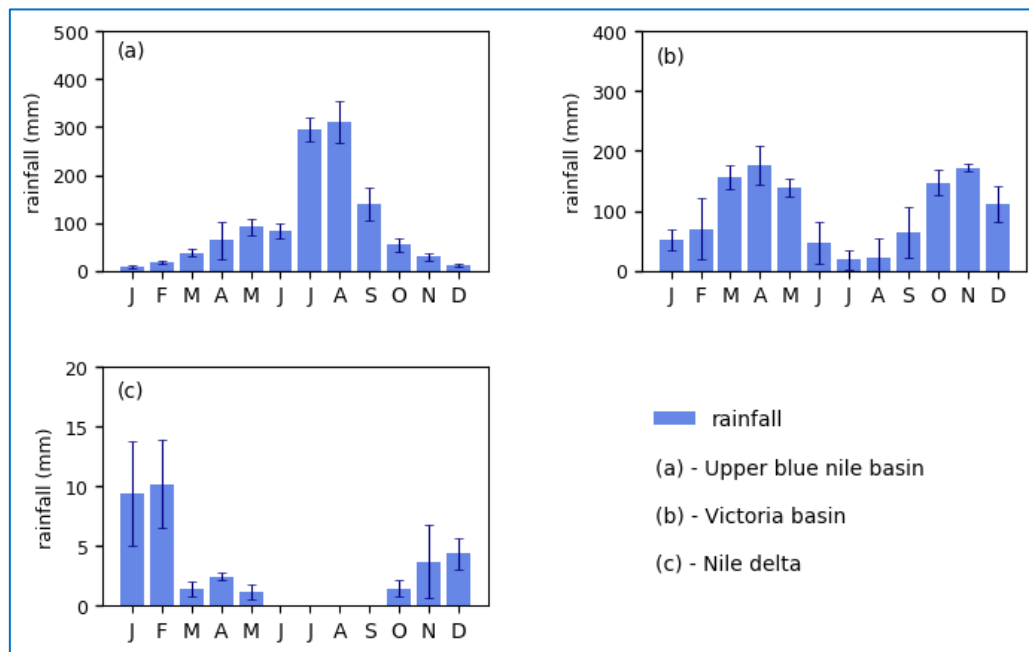 (a)
500
400
300
200
100
0
rainfall (mm)
J F M A M J J A S O N D
(b)
400
300
200
100
0
rainfall (mm)
J F M A M J J A S O N D
(c)
20
15
10
5
0
rainfall (mm)
J F M A M J J A S O N D
rainfall
(a) - Upper blue nile basin
(b) - Victoria basin
(c) - Nile delta